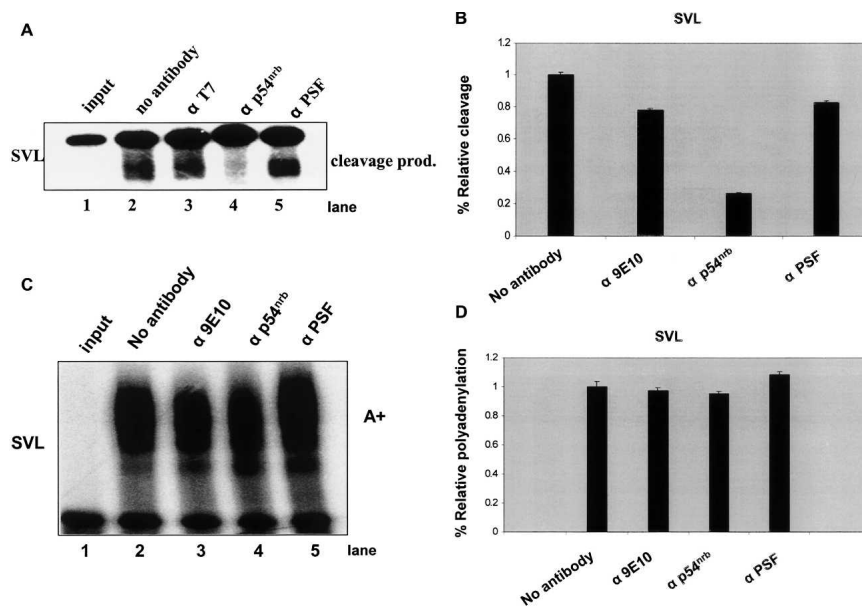 A
input
no antibody
α T7
α p54nrb
α PSF
SVL
cleavage prod.
1 2 3 4 5 lane
B
SVL
% Relative cleavage
1.2
1
0.8
0.6
0.4
0.2
0
No antibody
α 9E10
α p54nrb
α PSF
C
input
No antibody
α 9E10
α p54nrb
α PSF
SVL
A+
1 2 3 4 5 lane
D
SVL
% Relative polyadenylation
1.2
1
0.8
0.6
0.4
0.2
0
No antibody
α 9E10
α p54nrb
α PSF